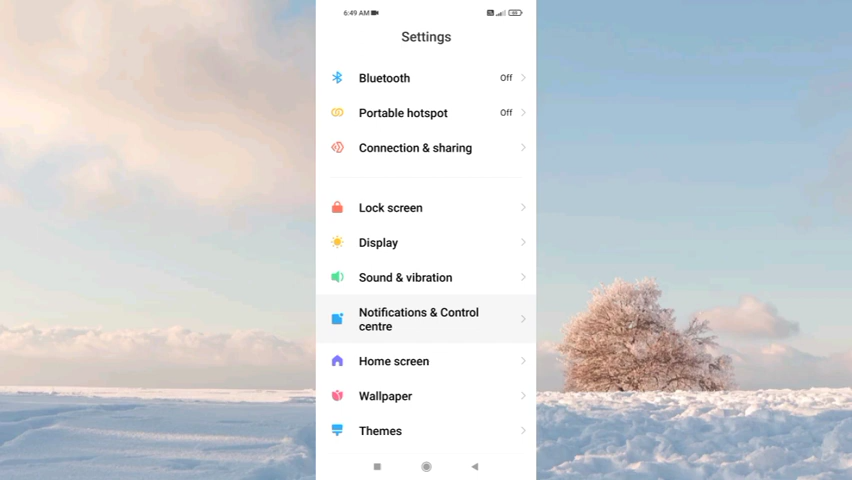 6:49 AM
Settings
Bluetooth Off
Portable hotspot Off
Connection & sharing
Lock screen
Display
Sound & vibration
Notifications & Control
centre
Home screen
Wallpaper
Themes